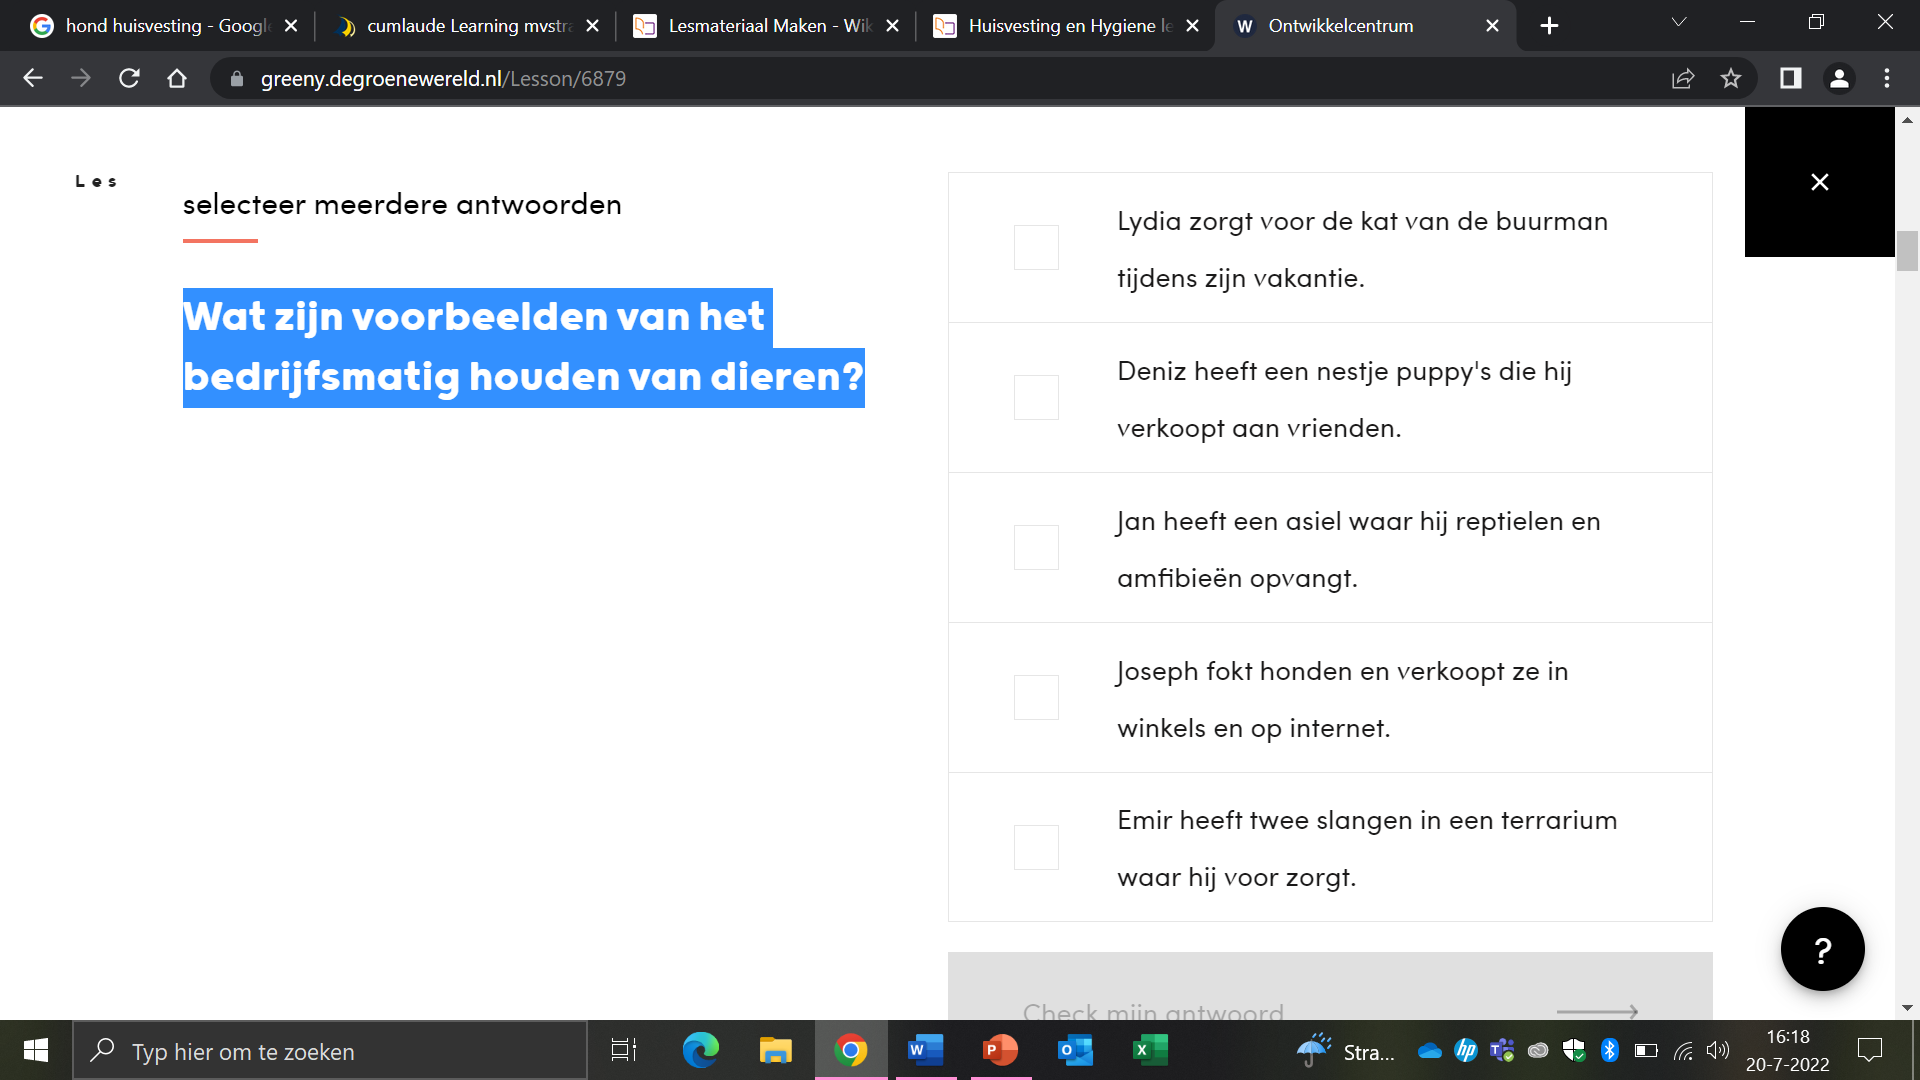 hond huisvesting - Googl
cumlaude Learning mvstra
Lesmateriaal Maken - Wik
Huisvesting en Hygiene le
W Ontwikkelcentrum
greeny.degroenewereld.nl/Lesson/6879
Les
selecteer meerdere antwoorden
Wat zijn voorbeelden van het
bedrijfsmatig houden van dieren?
Lydia zorgt voor de kat van de buurman
tijdens zijn vakantie.
Deniz heeft een nestje puppy's die hij
verkoopt aan vrienden.
Jan heeft een asiel waar hij reptielen en
amfibieën opvangt.
Joseph fokt honden en verkoopt ze in
winkels en op internet.
Emir heeft twee slangen in een terrarium
waar hij voor zorgt.
?
Check mijn antwoord
Typ hier om te zoeken
Stra...
16:18
20-7-2022